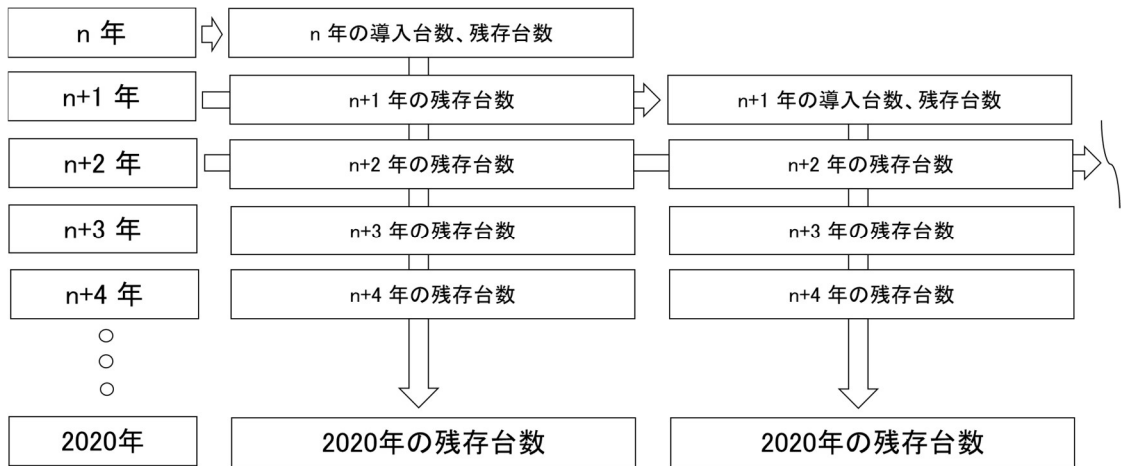 n 年
n 年の導入台数、残存台数
n+1 年
n+1 年の残存台数
n+1 年の導入台数、残存台数
n+2 年
n+2 年の残存台数
n+2 年の残存台数
n+3 年
n+3 年の残存台数
n+3 年の残存台数
n+4 年
n+4 年の残存台数
n+4 年の残存台数
2020年
2020年の残存台数
2020年の残存台数